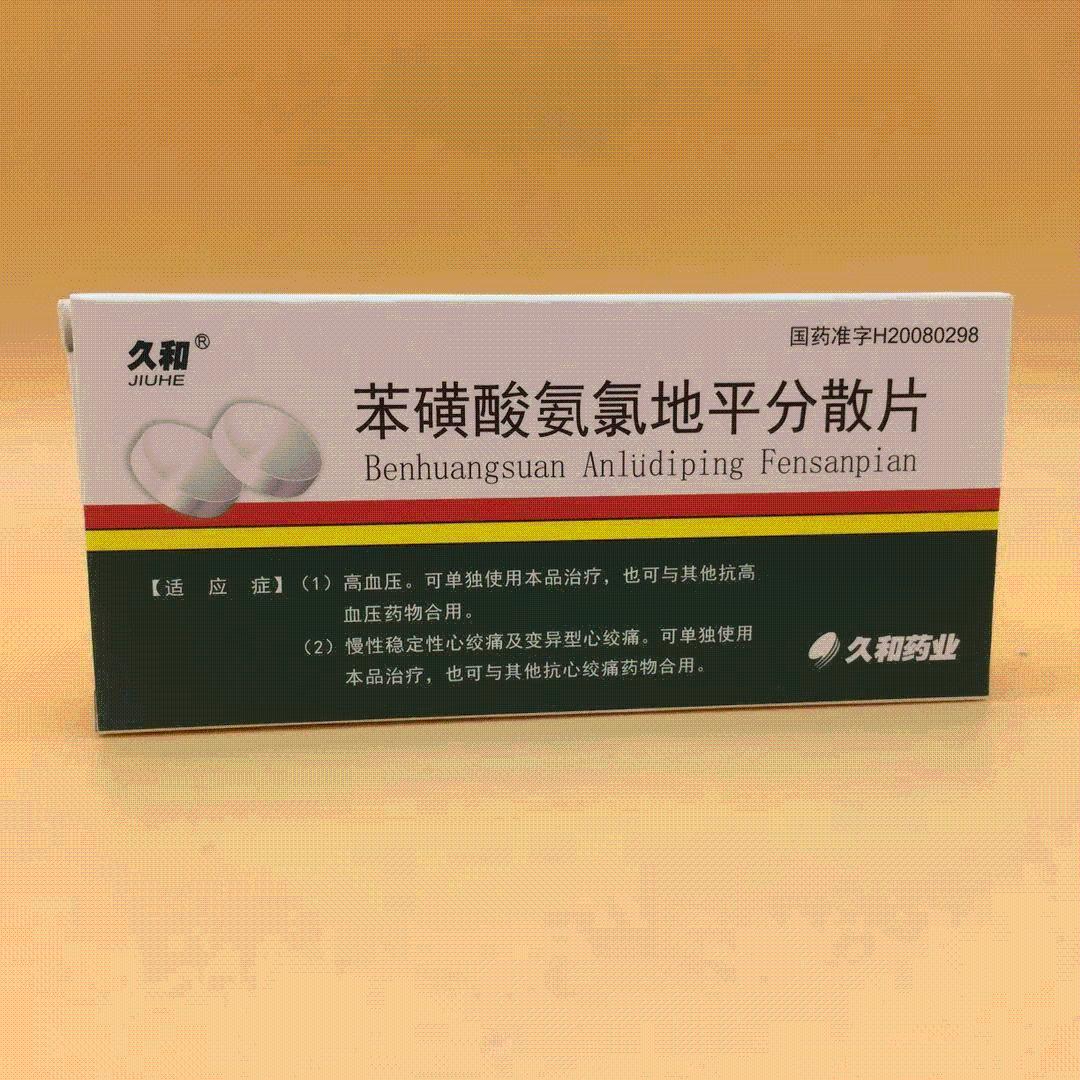 久和®
JIUHE
国药准字H20080298
苯磺酸氨氯地平分散片
Benhuangsuan Anlüdiping Fensanpian
【适 应 症】（1）高血压。可单独使用本品治疗，也可与其他抗高
血压药物合用。
（2）慢性稳定性心绞痛及变异型心绞痛。可单独使用
本品治疗，也可与其他抗心绞痛药物合用。
久和药业